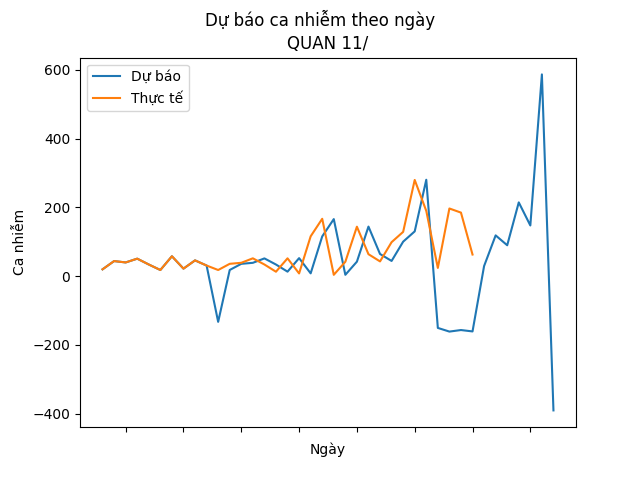 Dự báo ca nhiễm theo ngày
QUAN 11/
Dự báo
Thực tế
600
400
200
0
−200
−400
Ca nhiễm
Ngày